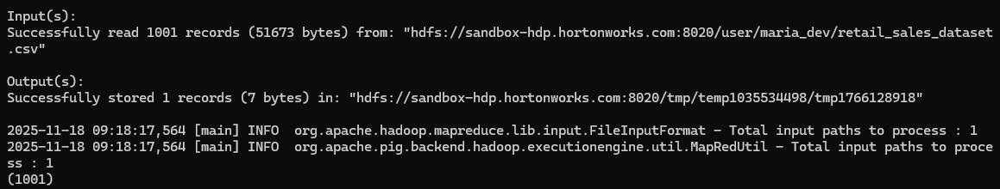 Input(s):
Successfully read 1001 records (51673 bytes) from: "hdfs://sandbox-hdp.hortonworks.com:8020/user/maria_dev/retail_sales_dataset
.csv"
Output(s):
Successfully stored 1 records (7 bytes) in: "hdfs://sandbox-hdp.hortonworks.com:8020/tmp/temp1035534498/tmp1766128918"
2025-11-18 09:18:17,564 [main] INFO  org.apache.hadoop.mapreduce.lib.input.FileInputFormat - Total input paths to process : 1
2025-11-18 09:18:17,564 [main] INFO  org.apache.pig.backend.hadoop.executionengine.util.MapRedUtil - Total input paths to proce
ss : 1
(1001)